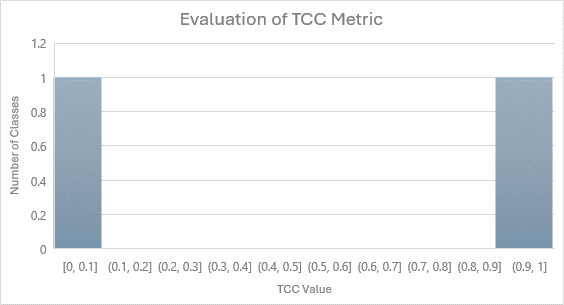 Evaluation of TCC Metric
1.2
1
0.8
0.6
0.4
0.2
0
Number of Classes
[0, 0.1] (0.1, 0.2] (0.2, 0.3] (0.3, 0.4] (0.4, 0.5] (0.5, 0.6] (0.6, 0.7] (0.7, 0.8] (0.8, 0.9] (0.9, 1]
TCC Value